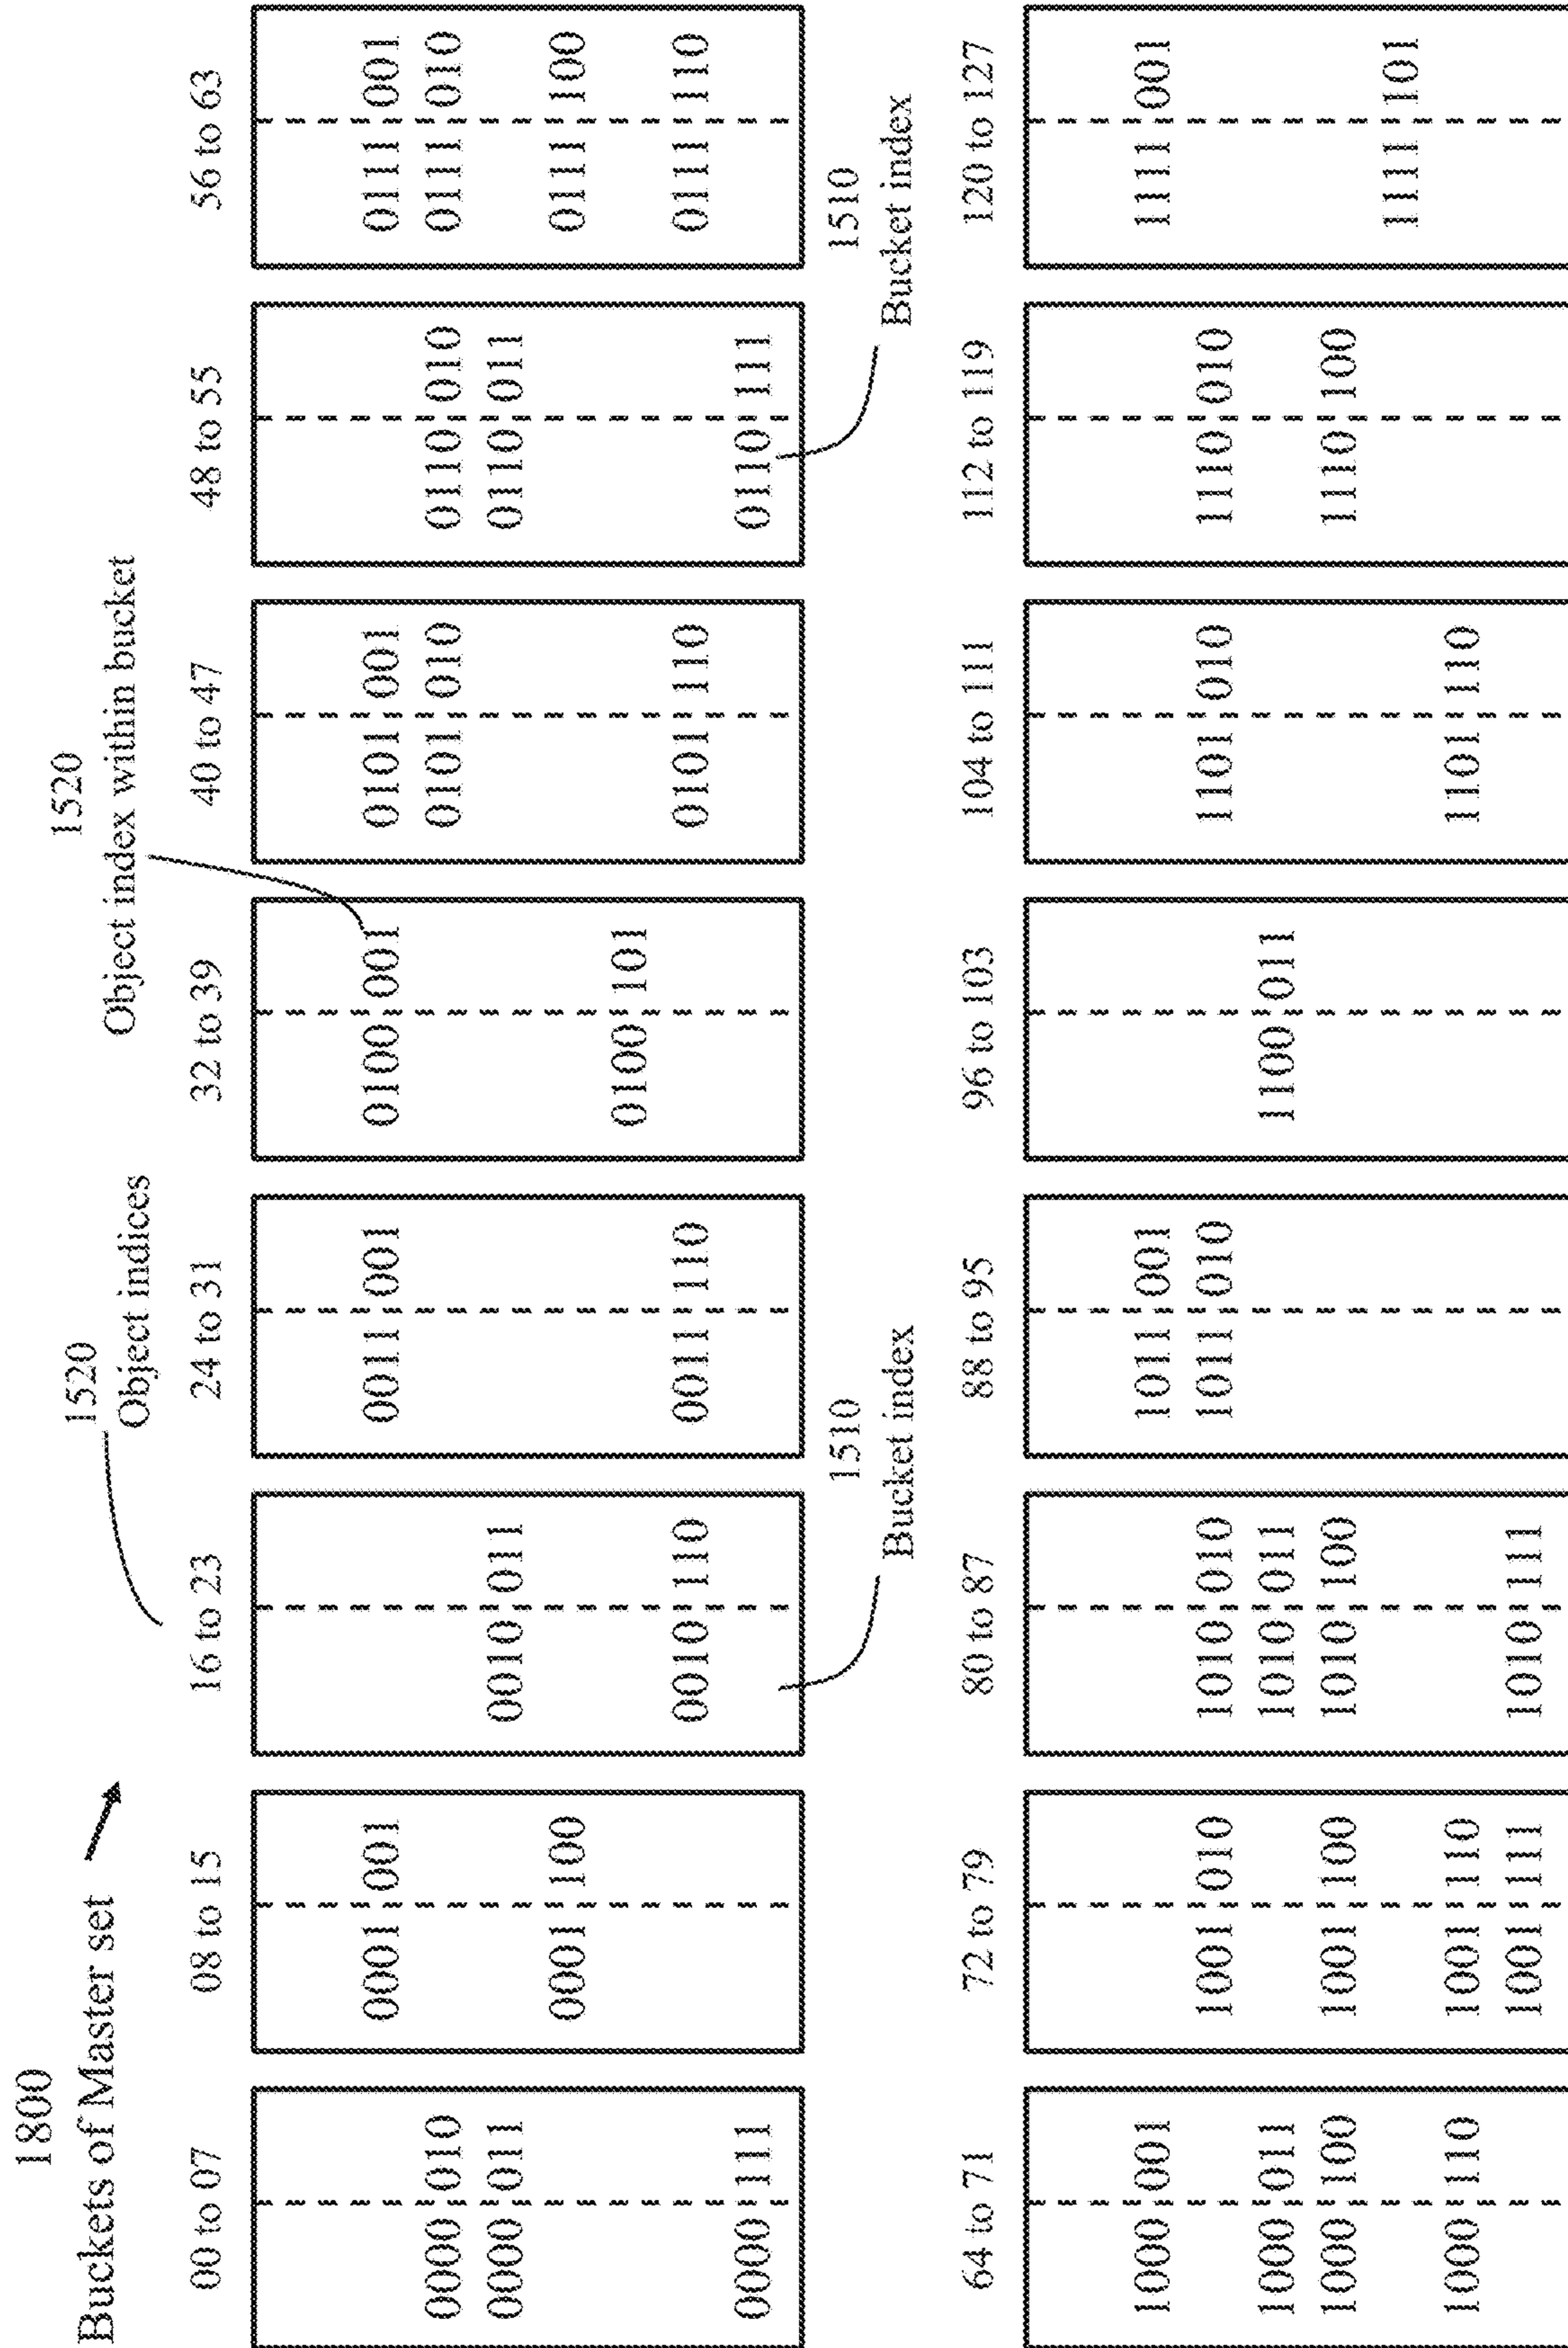 1800
Buckets of Master set
1520
Object indices
1520
Object index within bucket
00 to 07
0000 010
0000 011
0000 111
08 to 15
0001 001
0001 100
16 to 23
0010 011
0010 110
24 to 31
0011 001
0011 110
32 to 39
0100 001
0100 101
40 to 47
0101 001
0101 010
0101 110
48 to 55
0110 010
0110 011
0110 111
56 to 63
0111 001
0111 010
0111 100
0111 110
1510
Bucket index
1510
Bucket index
64 to 71
1000 001
1000 011
1000 100
1000 110
72 to 79
1001 010
1001 100
1001 110
1001 111
80 to 87
1010 010
1010 011
1010 100
1010 111
88 to 95
1011 001
1011 010
96 to 103
1100 011
104 to 111
1101 010
1101 110
112 to 119
1110 010
1110 100
120 to 127
1111 001
1111 101